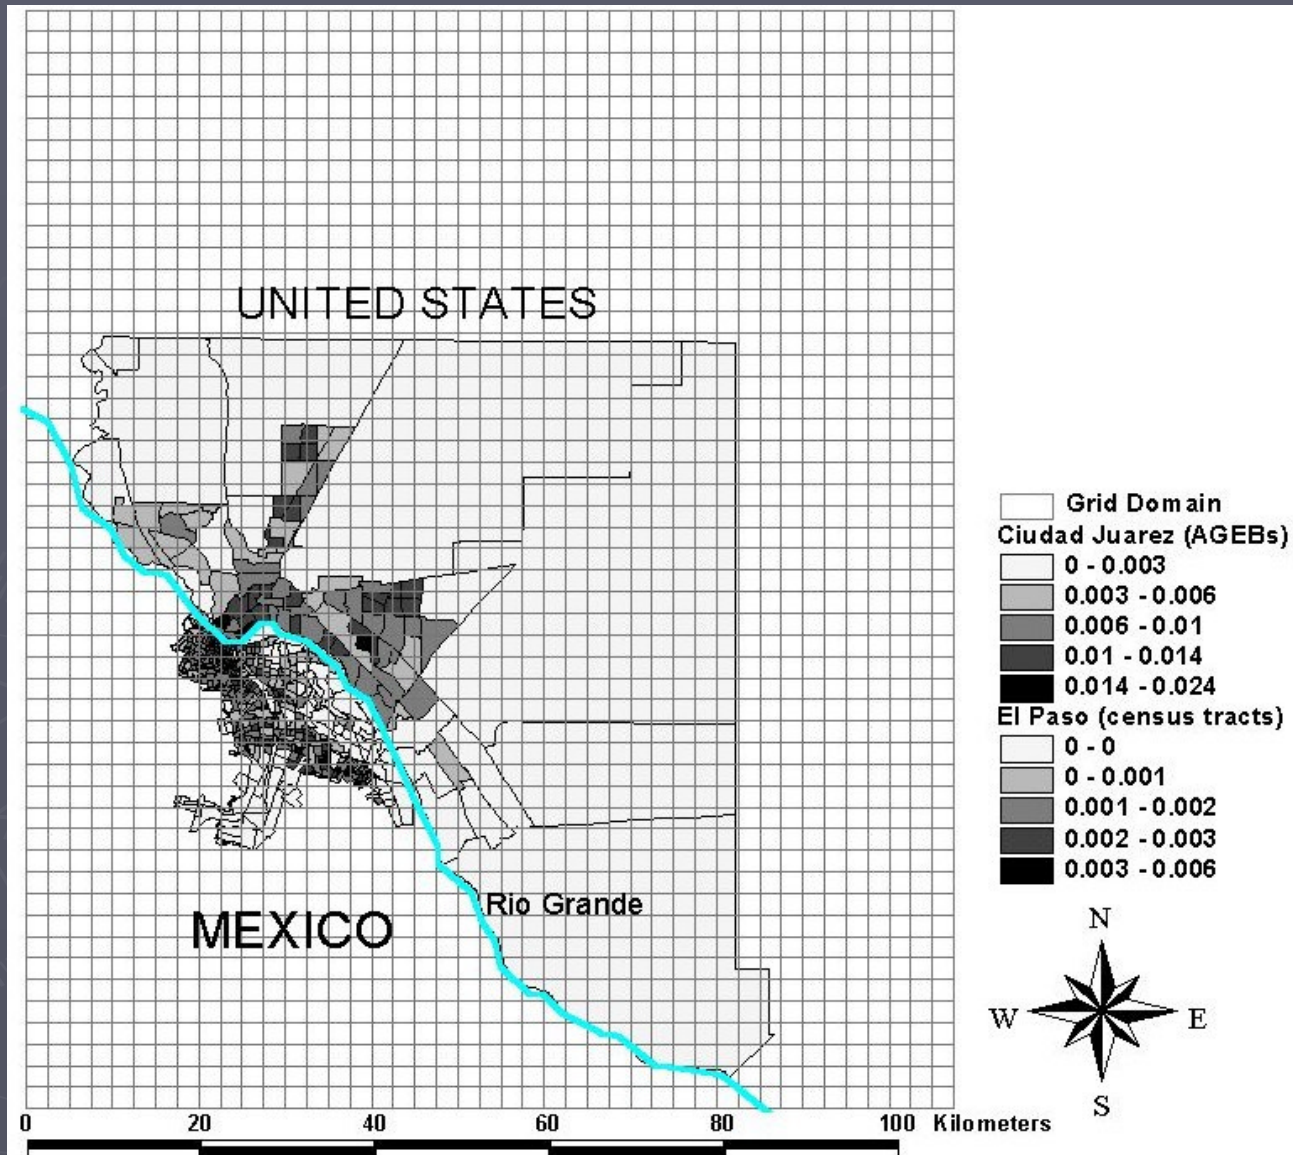 UNITED STATES
Grid Domain
Ciudad Juarez (AGEBs)
0 - 0.003
0.003 - 0.006
0.006 - 0.01
0.01 - 0.014
0.014 - 0.024
El Paso (census tracts)
0 - 0
0 - 0.001
0.001 - 0.002
0.002 - 0.003
0.003 - 0.006
Rio Grande
MEXICO
N
W E
S
0 20 40 60 80 100 Kilometers